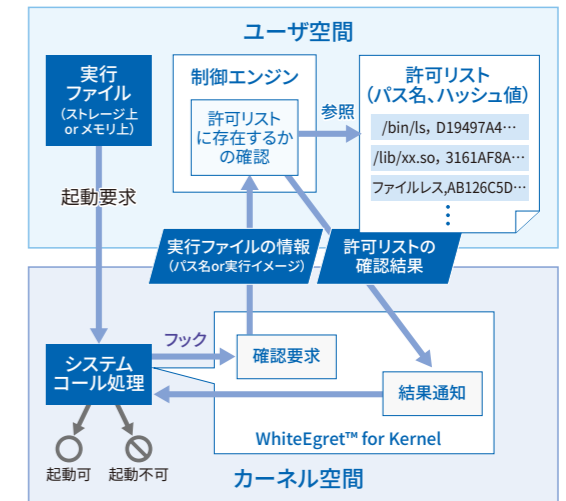 ユーザ空間
実行
ファイル
(ストレージ上
or メモリ上)
制御エンジン
許可リスト
に存在するか
の確認
参照
許可リスト
(パス名、ハッシュ値)
/bin/ls, D19497A4…
/lib/xx.so, 3161AF8A…
ファイルレス,AB126C5D…
⋮
起動要求
実行ファイルの情報
(パス名or実行イメージ)
許可リストの
確認結果
フック
システム
コール処理
確認要求
結果通知
WhiteEgret™ for Kernel
起動可
起動不可
カーネル空間